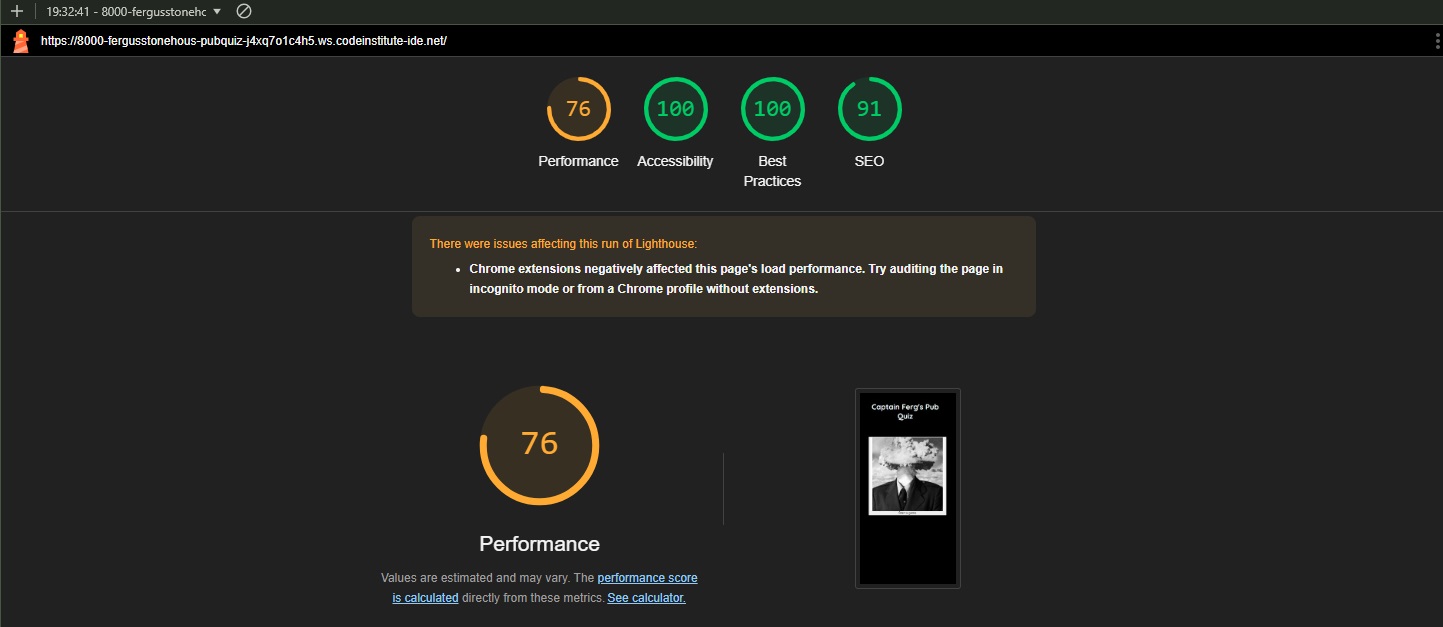 19:32:41 - 8000-fergusstonehc
https://8000-fergusstonehous-pubquiz-j4xq7o1c4h5.ws.codeinstitute-ide.net/
76 100 100 91
Performance Accessibility Best Practices SEO
There were issues affecting this run of Lighthouse:
Chrome extensions negatively affected this page's load performance. Try auditing the page in
incognito mode or from a Chrome profile without extensions.
76
Captain Ferg's Pub
Quiz
Performance
Values are estimated and may vary. The performance score
is calculated directly from these metrics. See calculator.